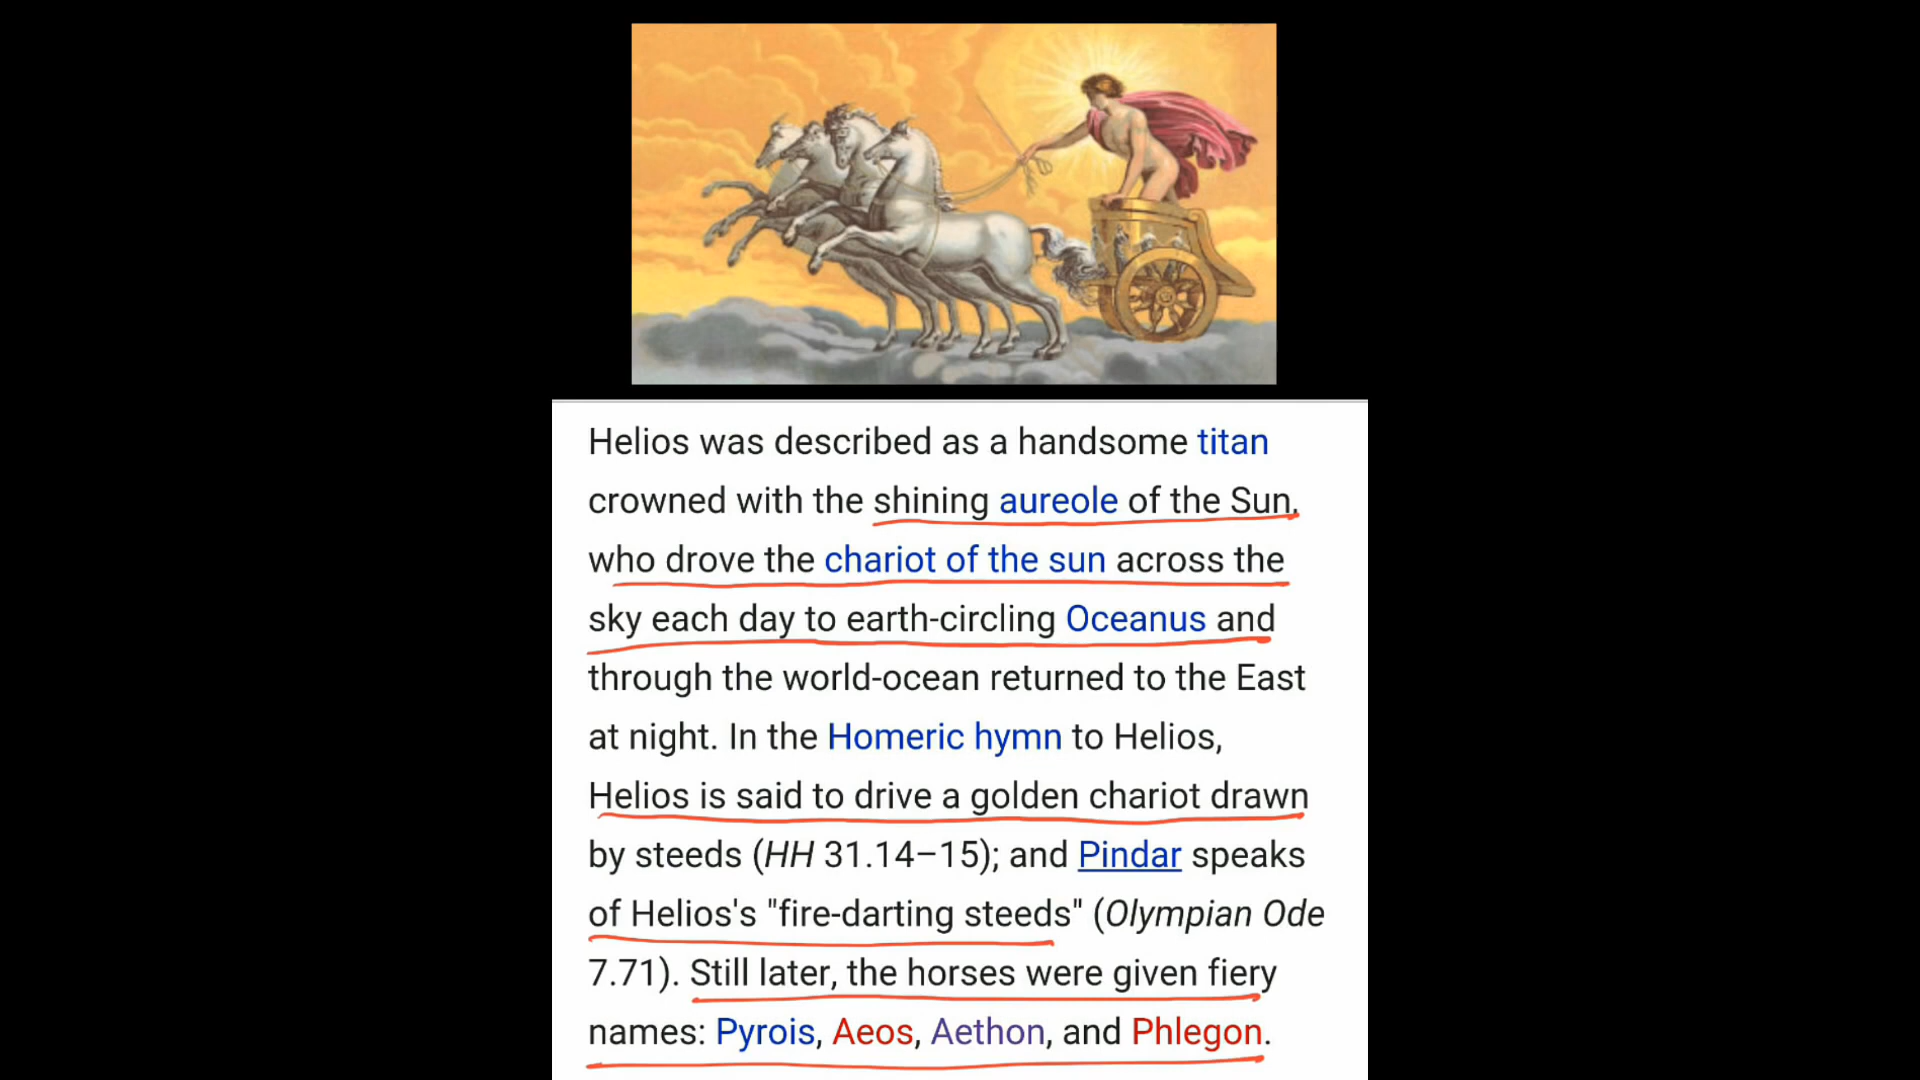 Helios was described as a handsome titan
crowned with the shining aureole of the Sun,
who drove the chariot of the sun across the
sky each day to earth-circling Oceanus and
through the world-ocean returned to the East
at night. In the Homeric hymn to Helios,
Helios is said to drive a golden chariot drawn
by steeds (HH 31.14–15); and Pindar speaks
of Helios's "fire-darting steeds" (Olympian Ode
7.71). Still later, the horses were given fiery
names: Pyrois, Aeos, Aethon, and Phlegon.